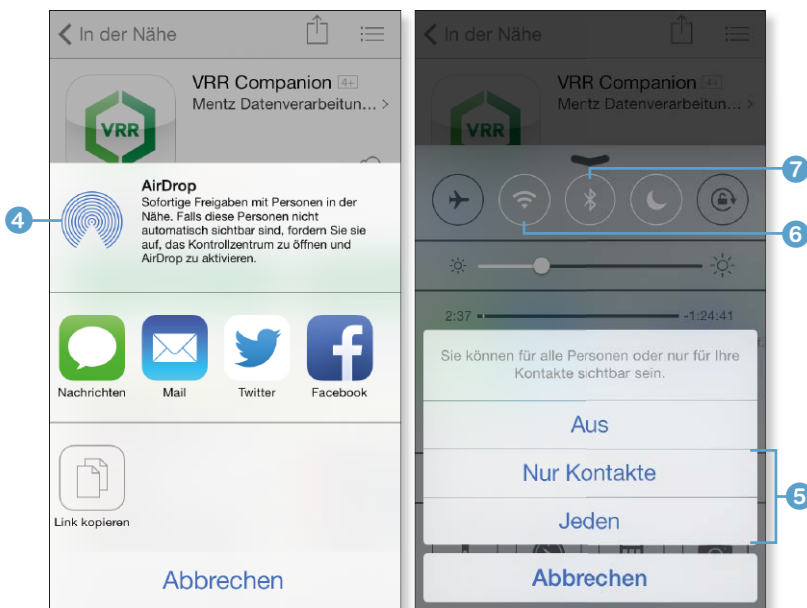 In der Nähe
VRR
VRR Companion 4+
Mentz Datenverarbeitun... >
4
AirDrop
Sofortige Freigaben mit Personen in der
Nähe. Falls diese Personen nicht
automatisch sichtbar sind, fordern Sie sie
auf, das Kontrollzentrum zu öffnen und
AirDrop zu aktivieren.
Nachrichten Mail Twitter Facebook
Link kopieren
Abbrechen
In der Nähe
VRR
VRR Companion 4+
Mentz Datenverarbeitun... >
7
6
2:37 -1:24:41
Sie können für alle Personen oder nur für Ihre
Kontakte sichtbar sein.
Aus
Nur Kontakte
5
Jeden
Abbrechen